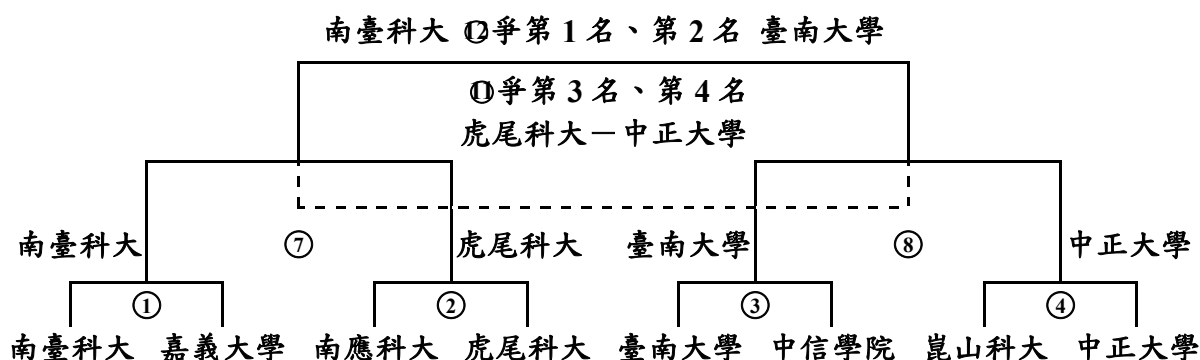 南臺科大 ⑫爭第 1 名、第 2 名 臺南大學
⑪爭第 3 名、第 4 名
虎尾科大－中正大學
南臺科大 ⑦ 虎尾科大 臺南大學 ⑧ 中正大學
① ② ③ ④
南臺科大 嘉義大學 南應科大 虎尾科大 臺南大學 中信學院 崑山科大 中正大學